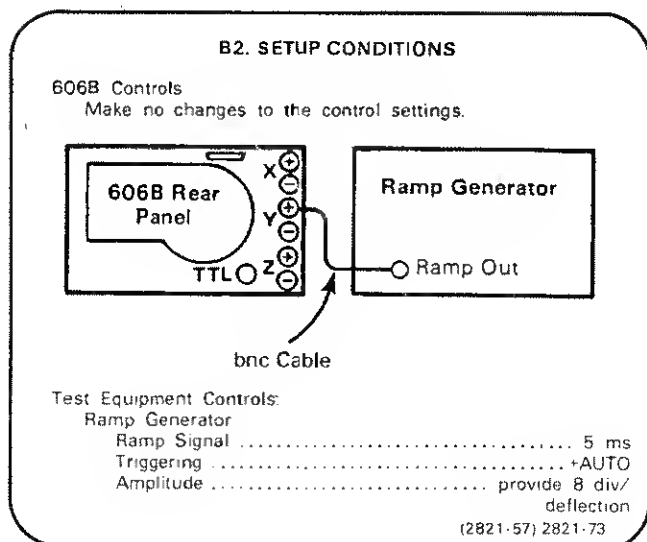 B2. SETUP CONDITIONS
606B Controls
Make no changes to the control settings.
606B Rear
Panel
X + −
Y + −
Z + −
TTL
Ramp Generator
Ramp Out
bnc Cable
Test Equipment Controls:
Ramp Generator
Ramp Signal .................................. 5 ms
Triggering ....................................... +AUTO
Amplitude ............................ provide 8 div/
deflection
(2821-57) 2821-73